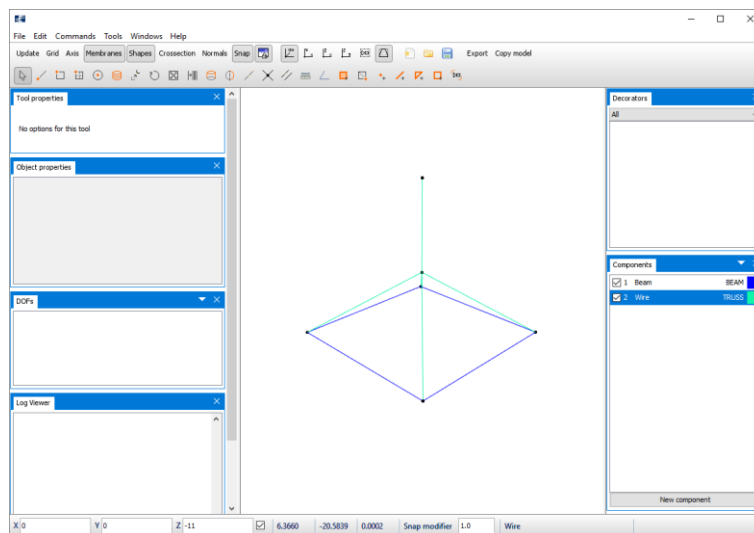 File Edit Commands Tools Windows Help
Update Grid Axis Membranes Shapes Crossection Normals Snap Export Copy model
Tool properties
No options for this tool
Object properties
DOFs
Log Viewer
Decorators
All
Components
1 Beam BEAM
2 Wire TRUSS
New component
X 0 Y 0 Z -11 6.3660 -20.5839 0.0002 Snap modifier 1.0 Wire